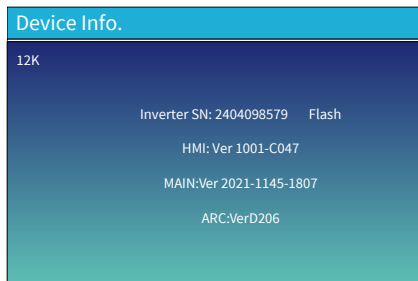 Device Info.
12K
Inverter SN: 2404098579 Flash
HMI: Ver 1001-C047
MAIN:Ver 2021-1145-1807
ARC:VerD206